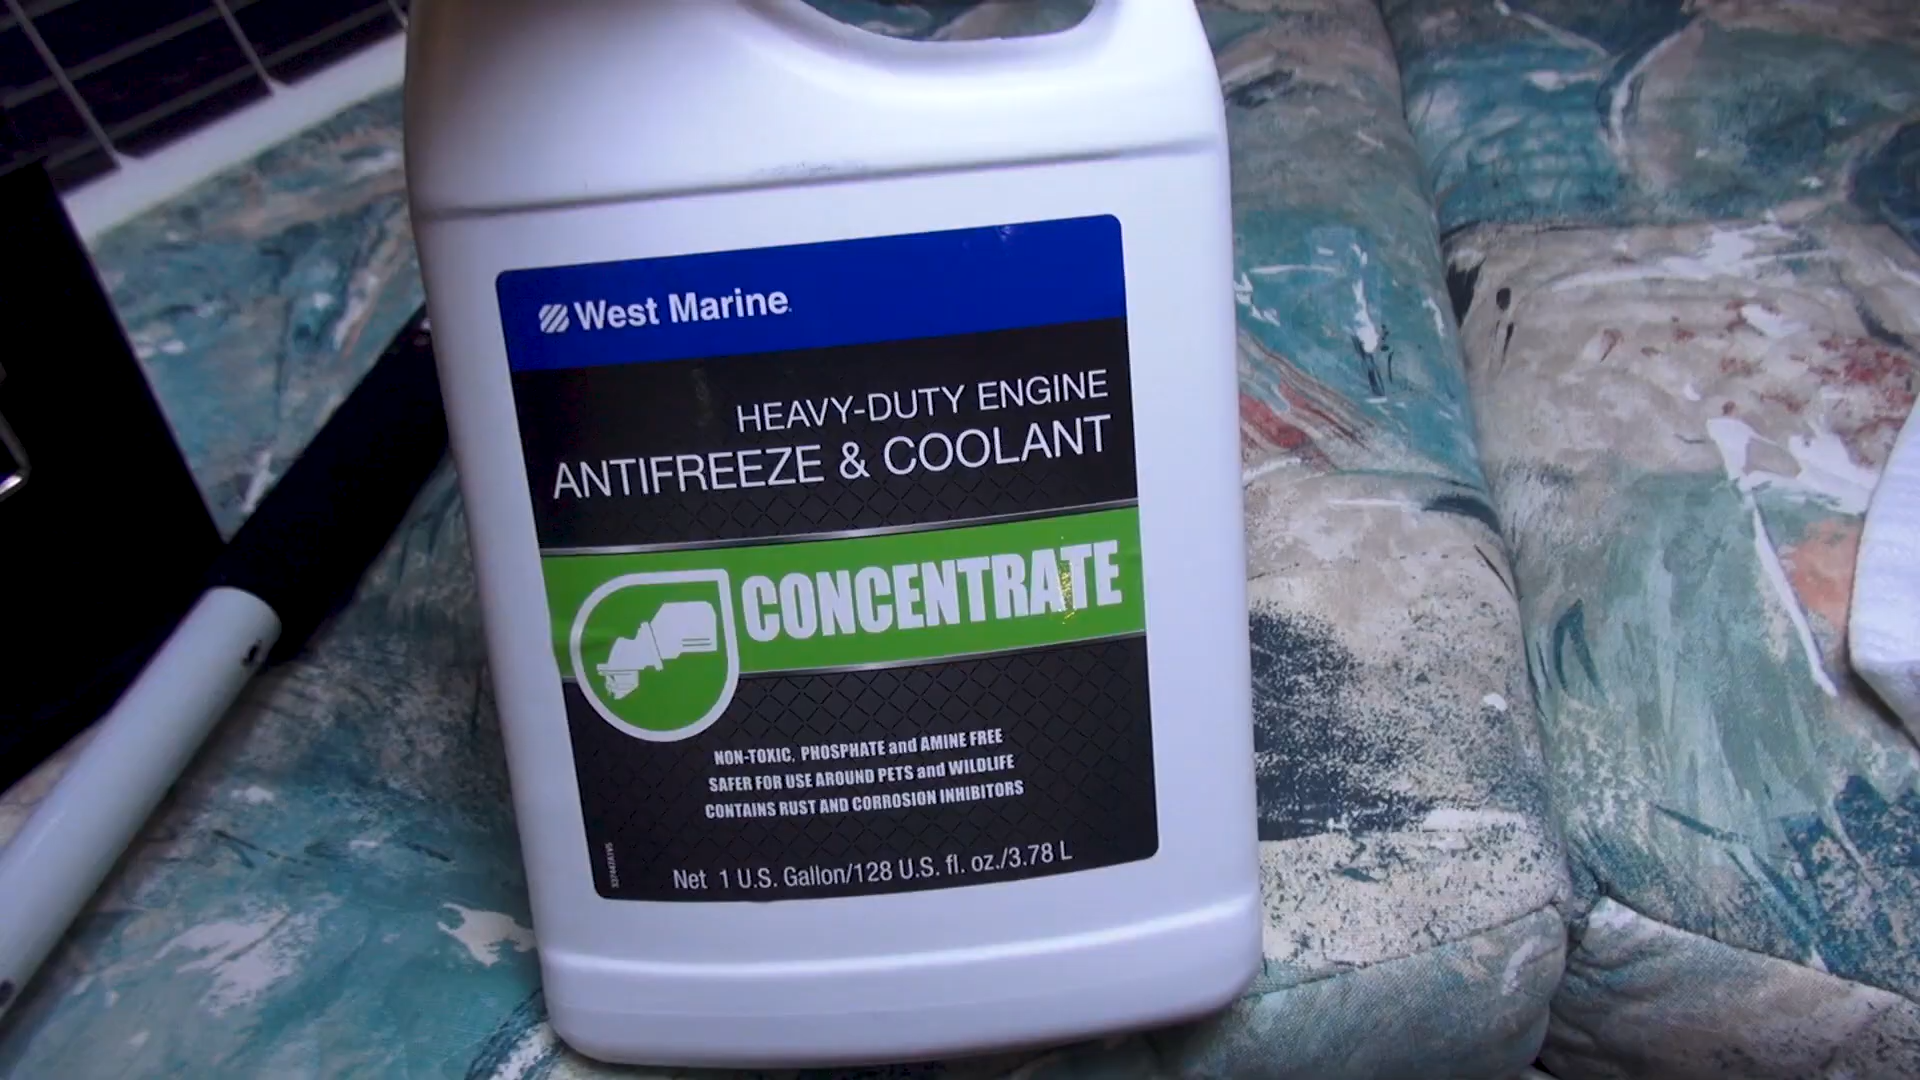 West Marine
HEAVY-DUTY ENGINE
ANTIFREEZE & COOLANT
CONCENTRATE
NON-TOXIC, PHOSPHATE and AMINE FREE
SAFER FOR USE AROUND PETS and WILDLIFE
CONTAINS RUST AND CORROSION INHIBITORS
Net 1 U.S. Gallon/128 U.S. fl. oz./3.78 L